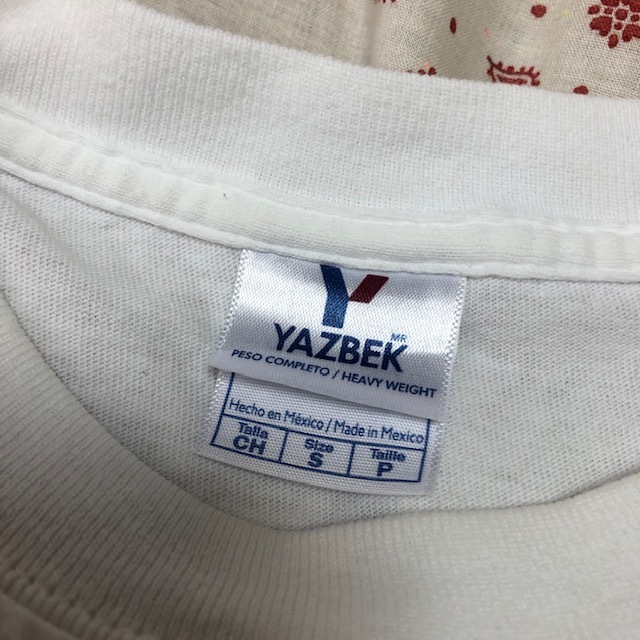 Y
YAZBEK MR
PESO COMPLETO / HEAVY WEIGHT
Hecho en México / Made in Mexico
Talla Size Taille
CH S P